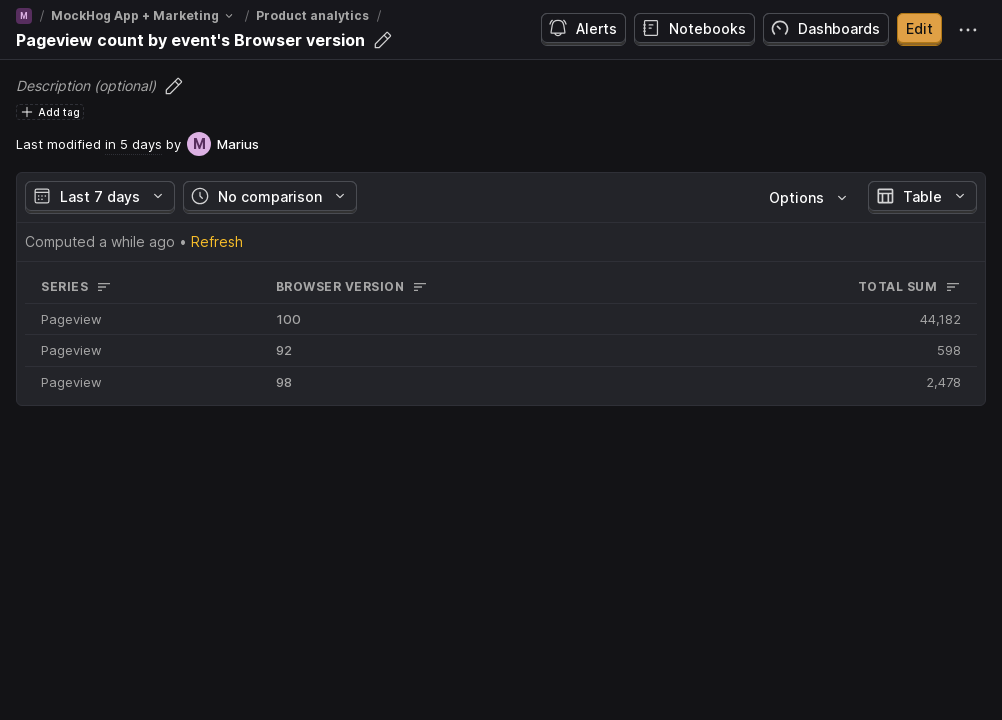 M / MockHog App + Marketing / Product analytics /
Pageview count by event's Browser version
Alerts Notebooks Dashboards Edit
Description (optional)
Add tag
Last modified in 5 days by M Marius
Last 7 days No comparison Options Table
Computed a while ago • Refresh
SERIES BROWSER VERSION TOTAL SUM
Pageview 100 44,182
Pageview 92 598
Pageview 98 2,478